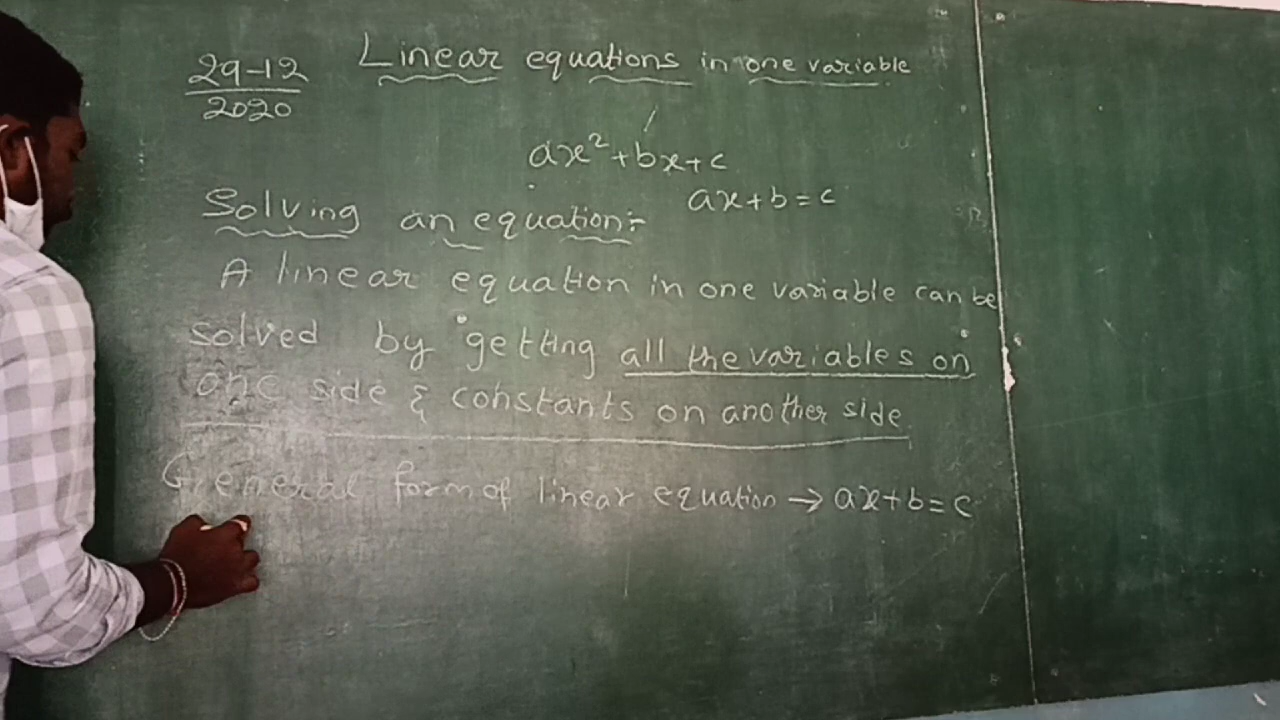 29-12
2020
Linear equations in one variable
ax²+bx+c
ax+b=c
Solving an equation:-
A linear equation in one variable can be
solved by getting all the variables on
one side & constants on another side.
General form of linear equation → ax+b=c